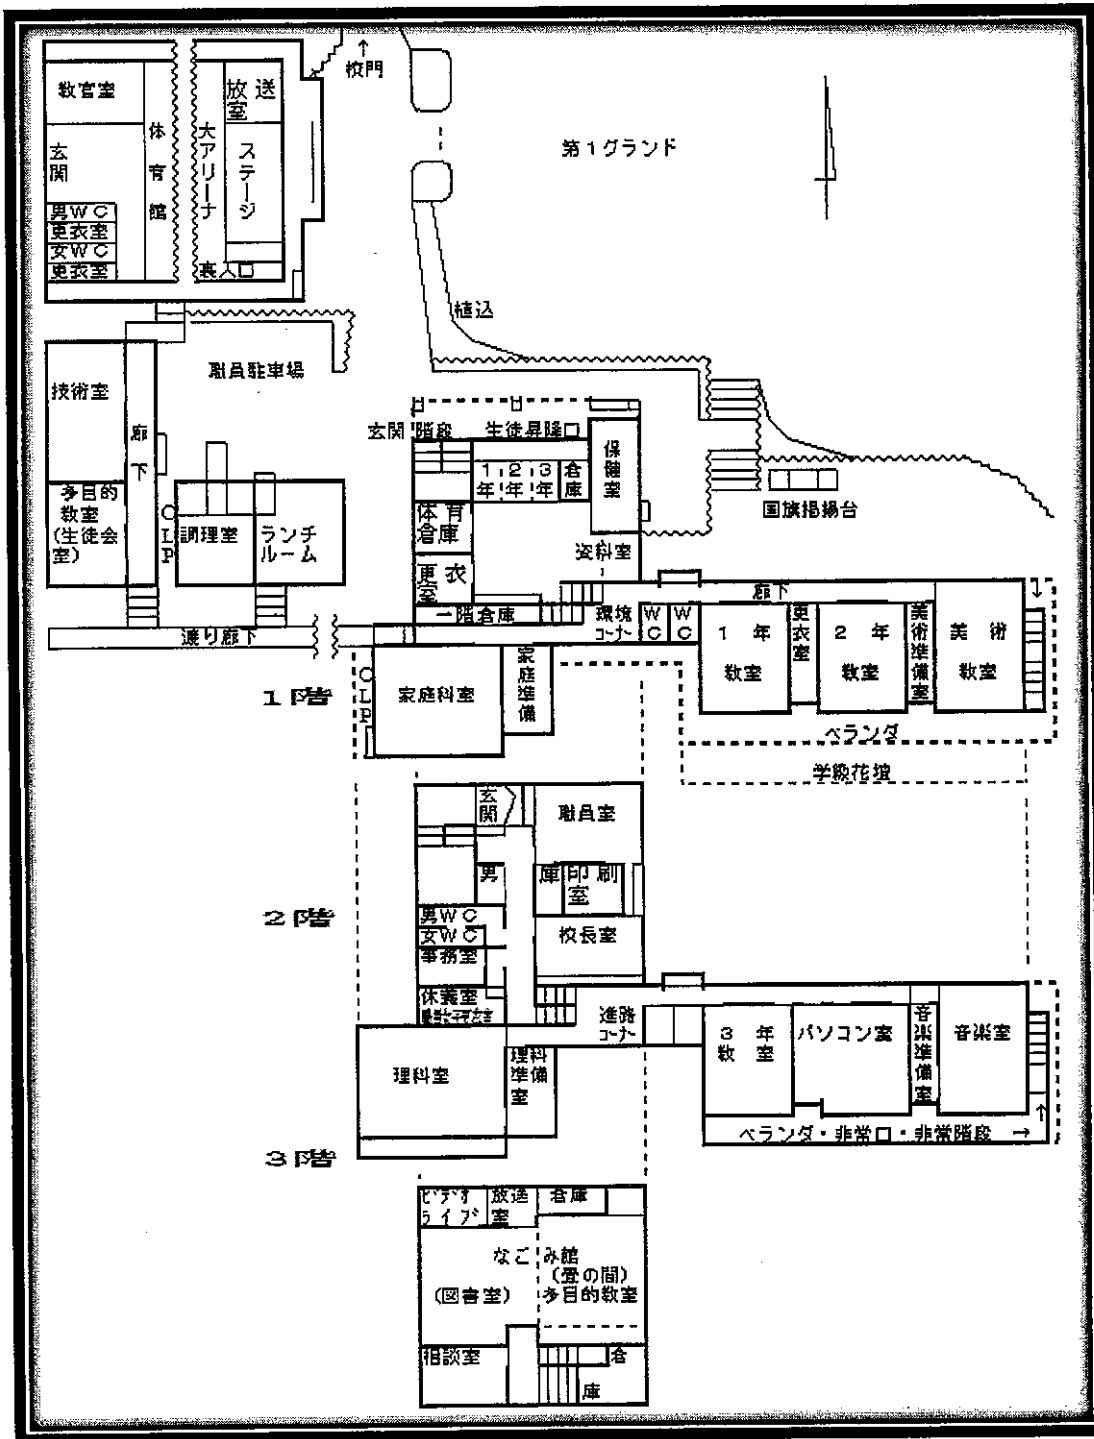 ↑
校門
教官室
放送
室
第1グランド
玄
関
体
育
館
大アリーナ
ステージ
男WC
更衣室
女WC
更衣室
裏入口
植込
技術室
職員駐車場
廊
下
玄関
階段
生徒昇降口
保健室
1年
2年
3年
倉庫
多目的
教室
(生徒会
室)
CLP
調理室
ランチ
ルーム
体育
倉庫
国旗掲揚台
資料室
更衣
室
一階倉庫
環境
コーナー
WC
WC
廊下
↓
渡り廊下
1年
教室
更衣室
2年
教室
美術準備室
美術
教室
1階
CLP
家庭科室
家庭準備
ベランダ
学級花壇
玄
関
職員室
男
庫
印刷
室
2階
男WC
女WC
校長室
事務室
休養室
進路
コーナー
3年
教室
パソコン室
音楽準備室
音楽室
理科室
理科
準備
室
↑
ベランダ・非常口・非常階段 →
3階
ビデオ
ライブ
放送
室
倉庫
なごみ館
(畳の間)
(図書室)
多目的教室
相談室
倉
庫